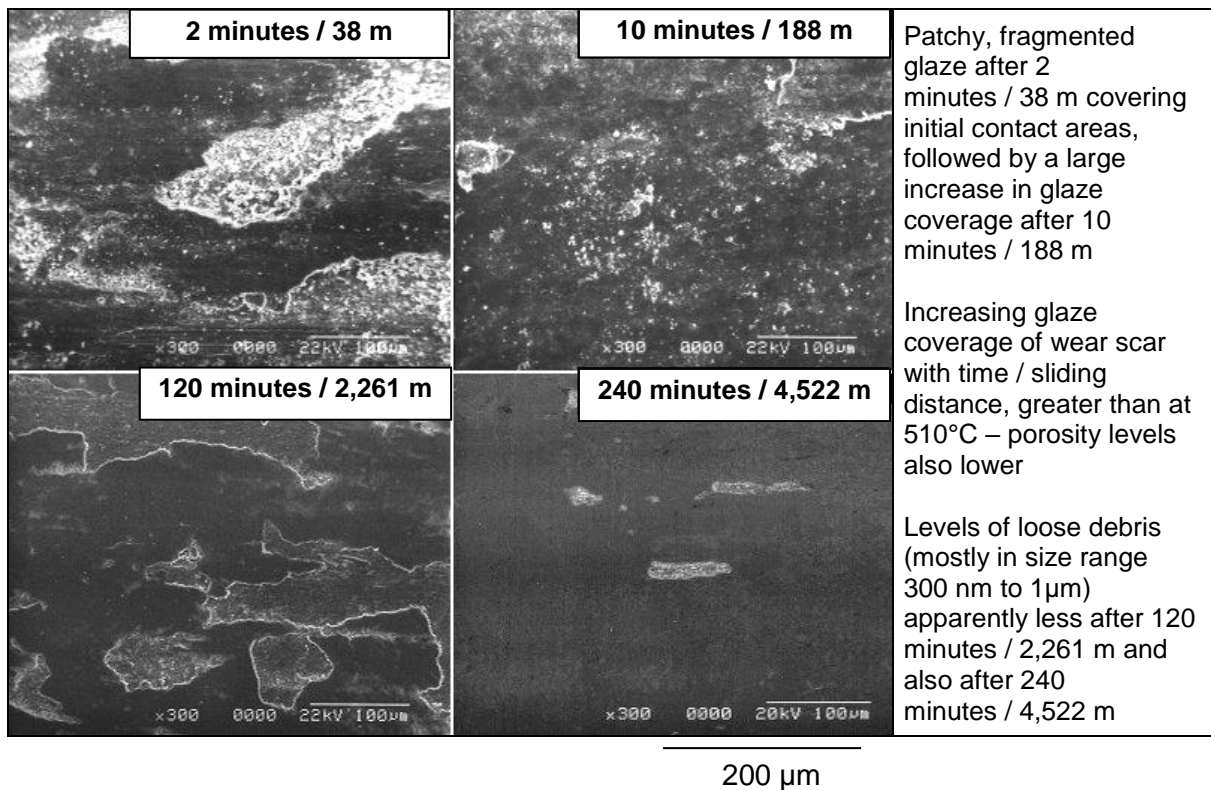 2 minutes / 38 m
×300 0000 22kV 100µm
10 minutes / 188 m
×300 0000 22kV 100µm
120 minutes / 2,261 m
×300 0000 22kV 100µm
240 minutes / 4,522 m
×300 0000 20kV 100µm
Patchy, fragmented
glaze after 2
minutes / 38 m covering
initial contact areas,
followed by a large
increase in glaze
coverage after 10
minutes / 188 m
Increasing glaze
coverage of wear scar
with time / sliding
distance, greater than at
510°C – porosity levels
also lower
Levels of loose debris
(mostly in size range
300 nm to 1µm)
apparently less after 120
minutes / 2,261 m and
also after 240
minutes / 4,522 m
200 µm